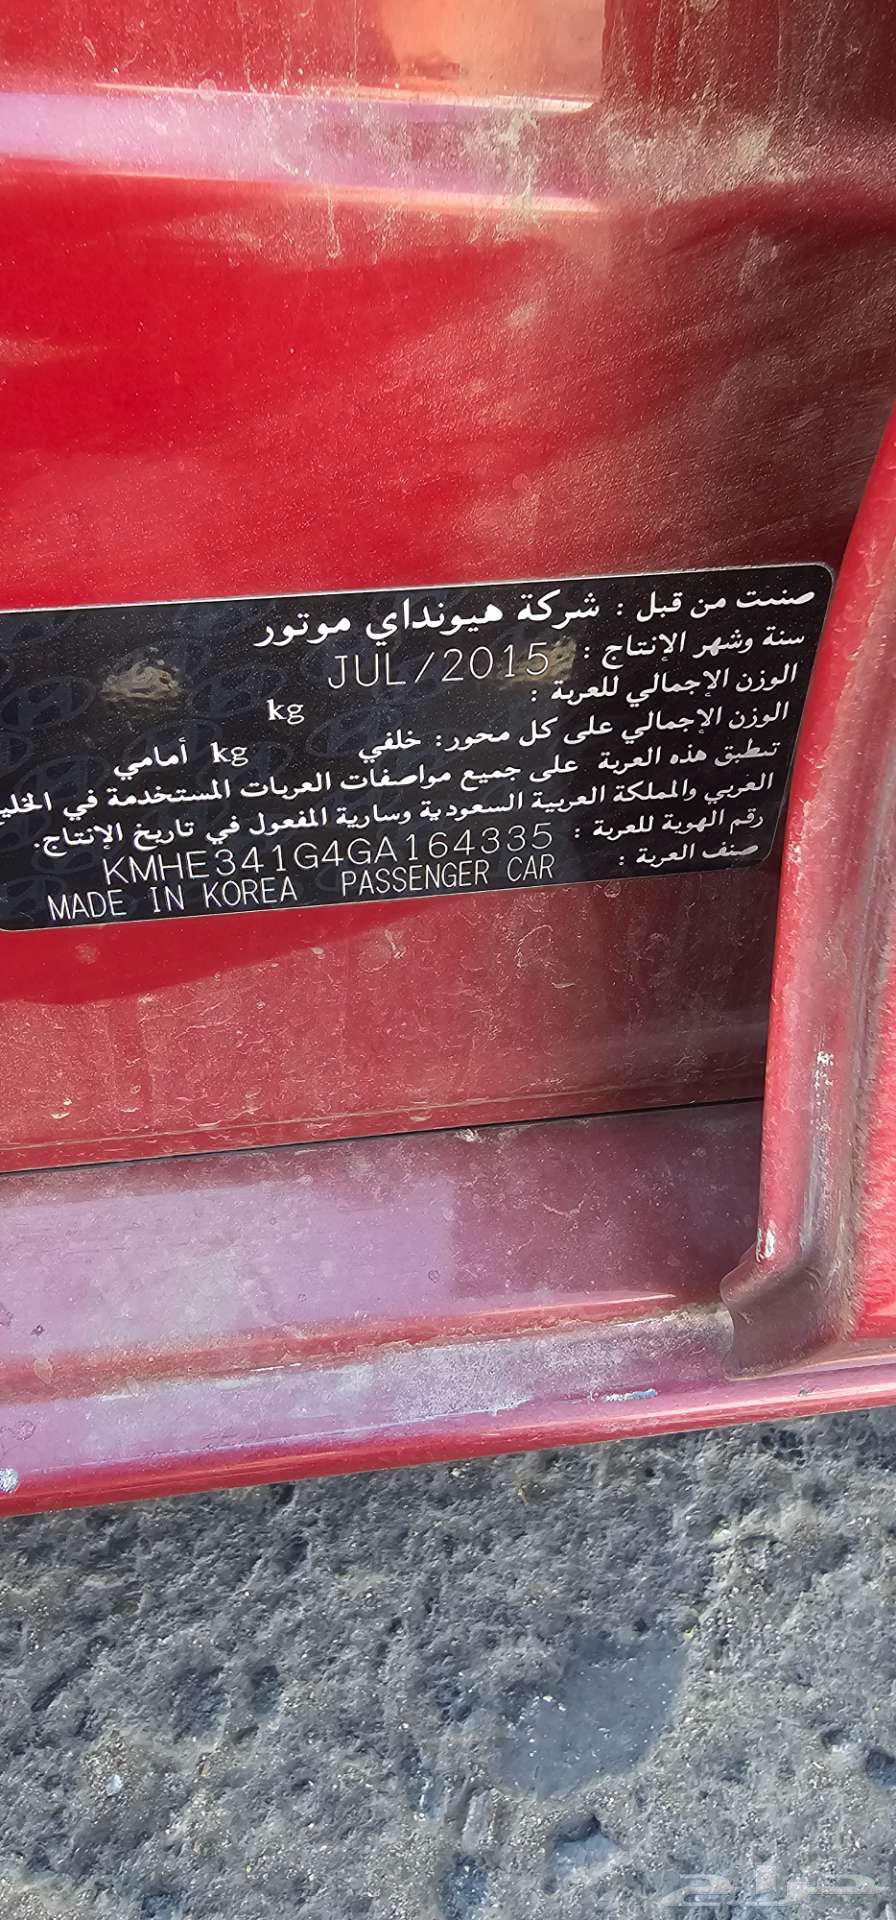 صنعت من قبل : شركة هيونداي موتور
سنة وشهر الإنتاج : JUL/2015
الوزن الإجمالي للعربة : kg
الوزن الإجمالي على كل محور: خلفي kg أمامي
تنطبق هذه العربة على جميع مواصفات العربات المستخدمة في
العربي والمملكة العربية السعودية وسارية المفعول في تاريخ الإنتاج.
رقم الهوية للعربة : KMHE341G4GA164335
صنف العربة : PASSENGER CAR MADE IN KOREA
حراج